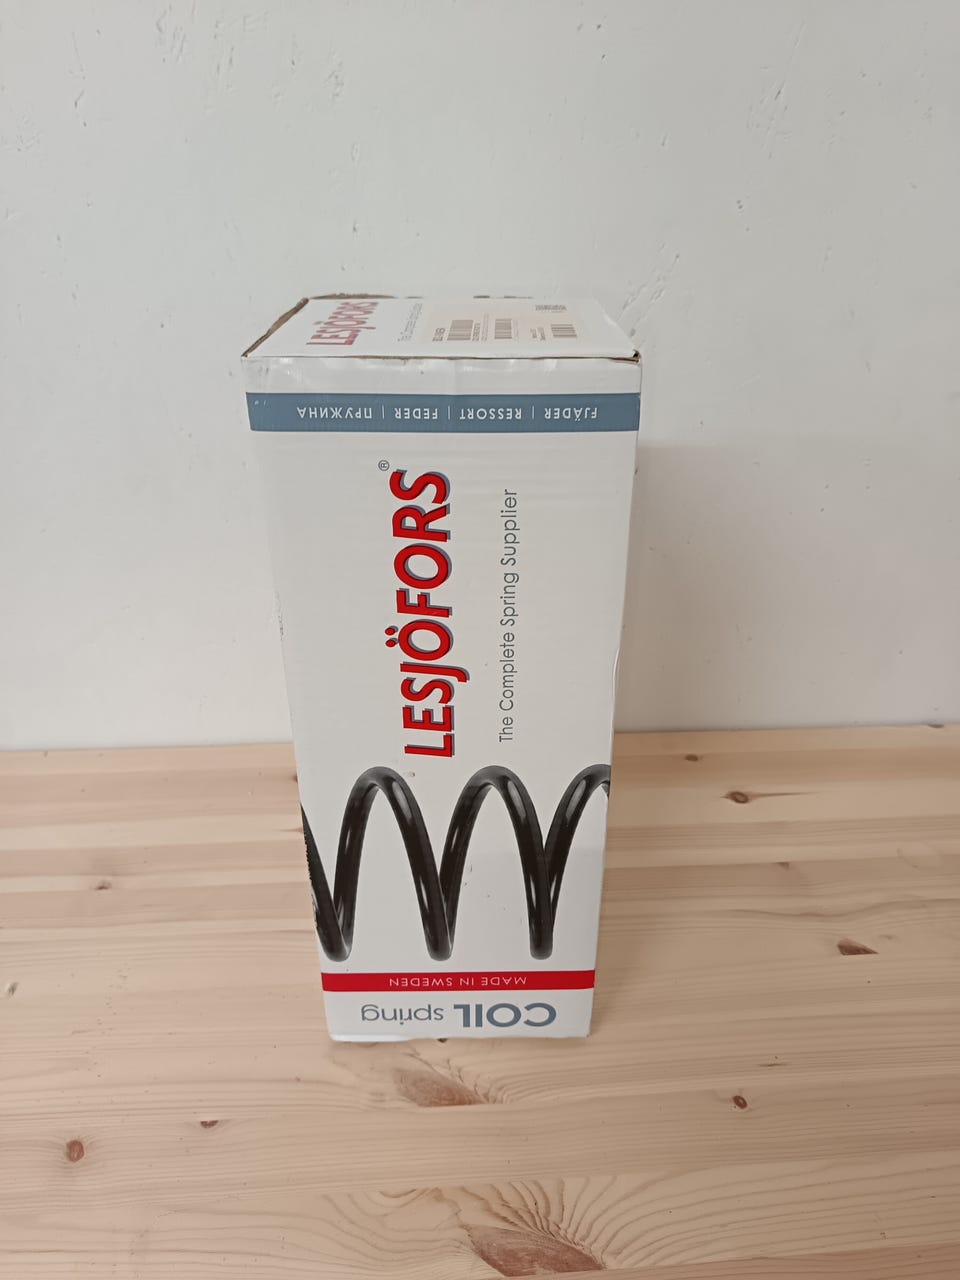 LESJÖFORS
FJÄDER | RESSORT | FEDER | ПРУЖИНА
LESJÖFORS®
The Complete Spring Supplier
MADE IN SWEDEN
COIL spring